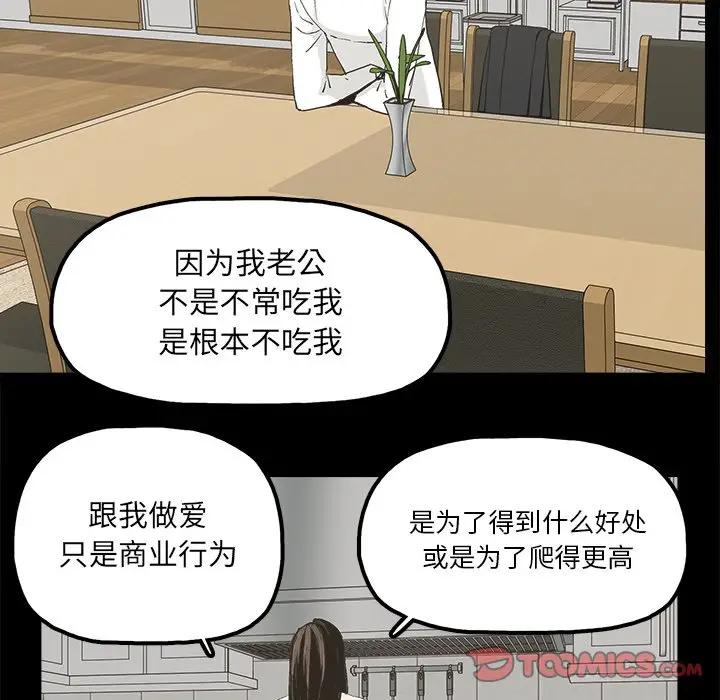 因为我老公
不是不常吃我
是根本不吃我
跟我做爱
只是商业行为
是为了得到什么好处
或是为了爬得更高
TOOMICS.COM